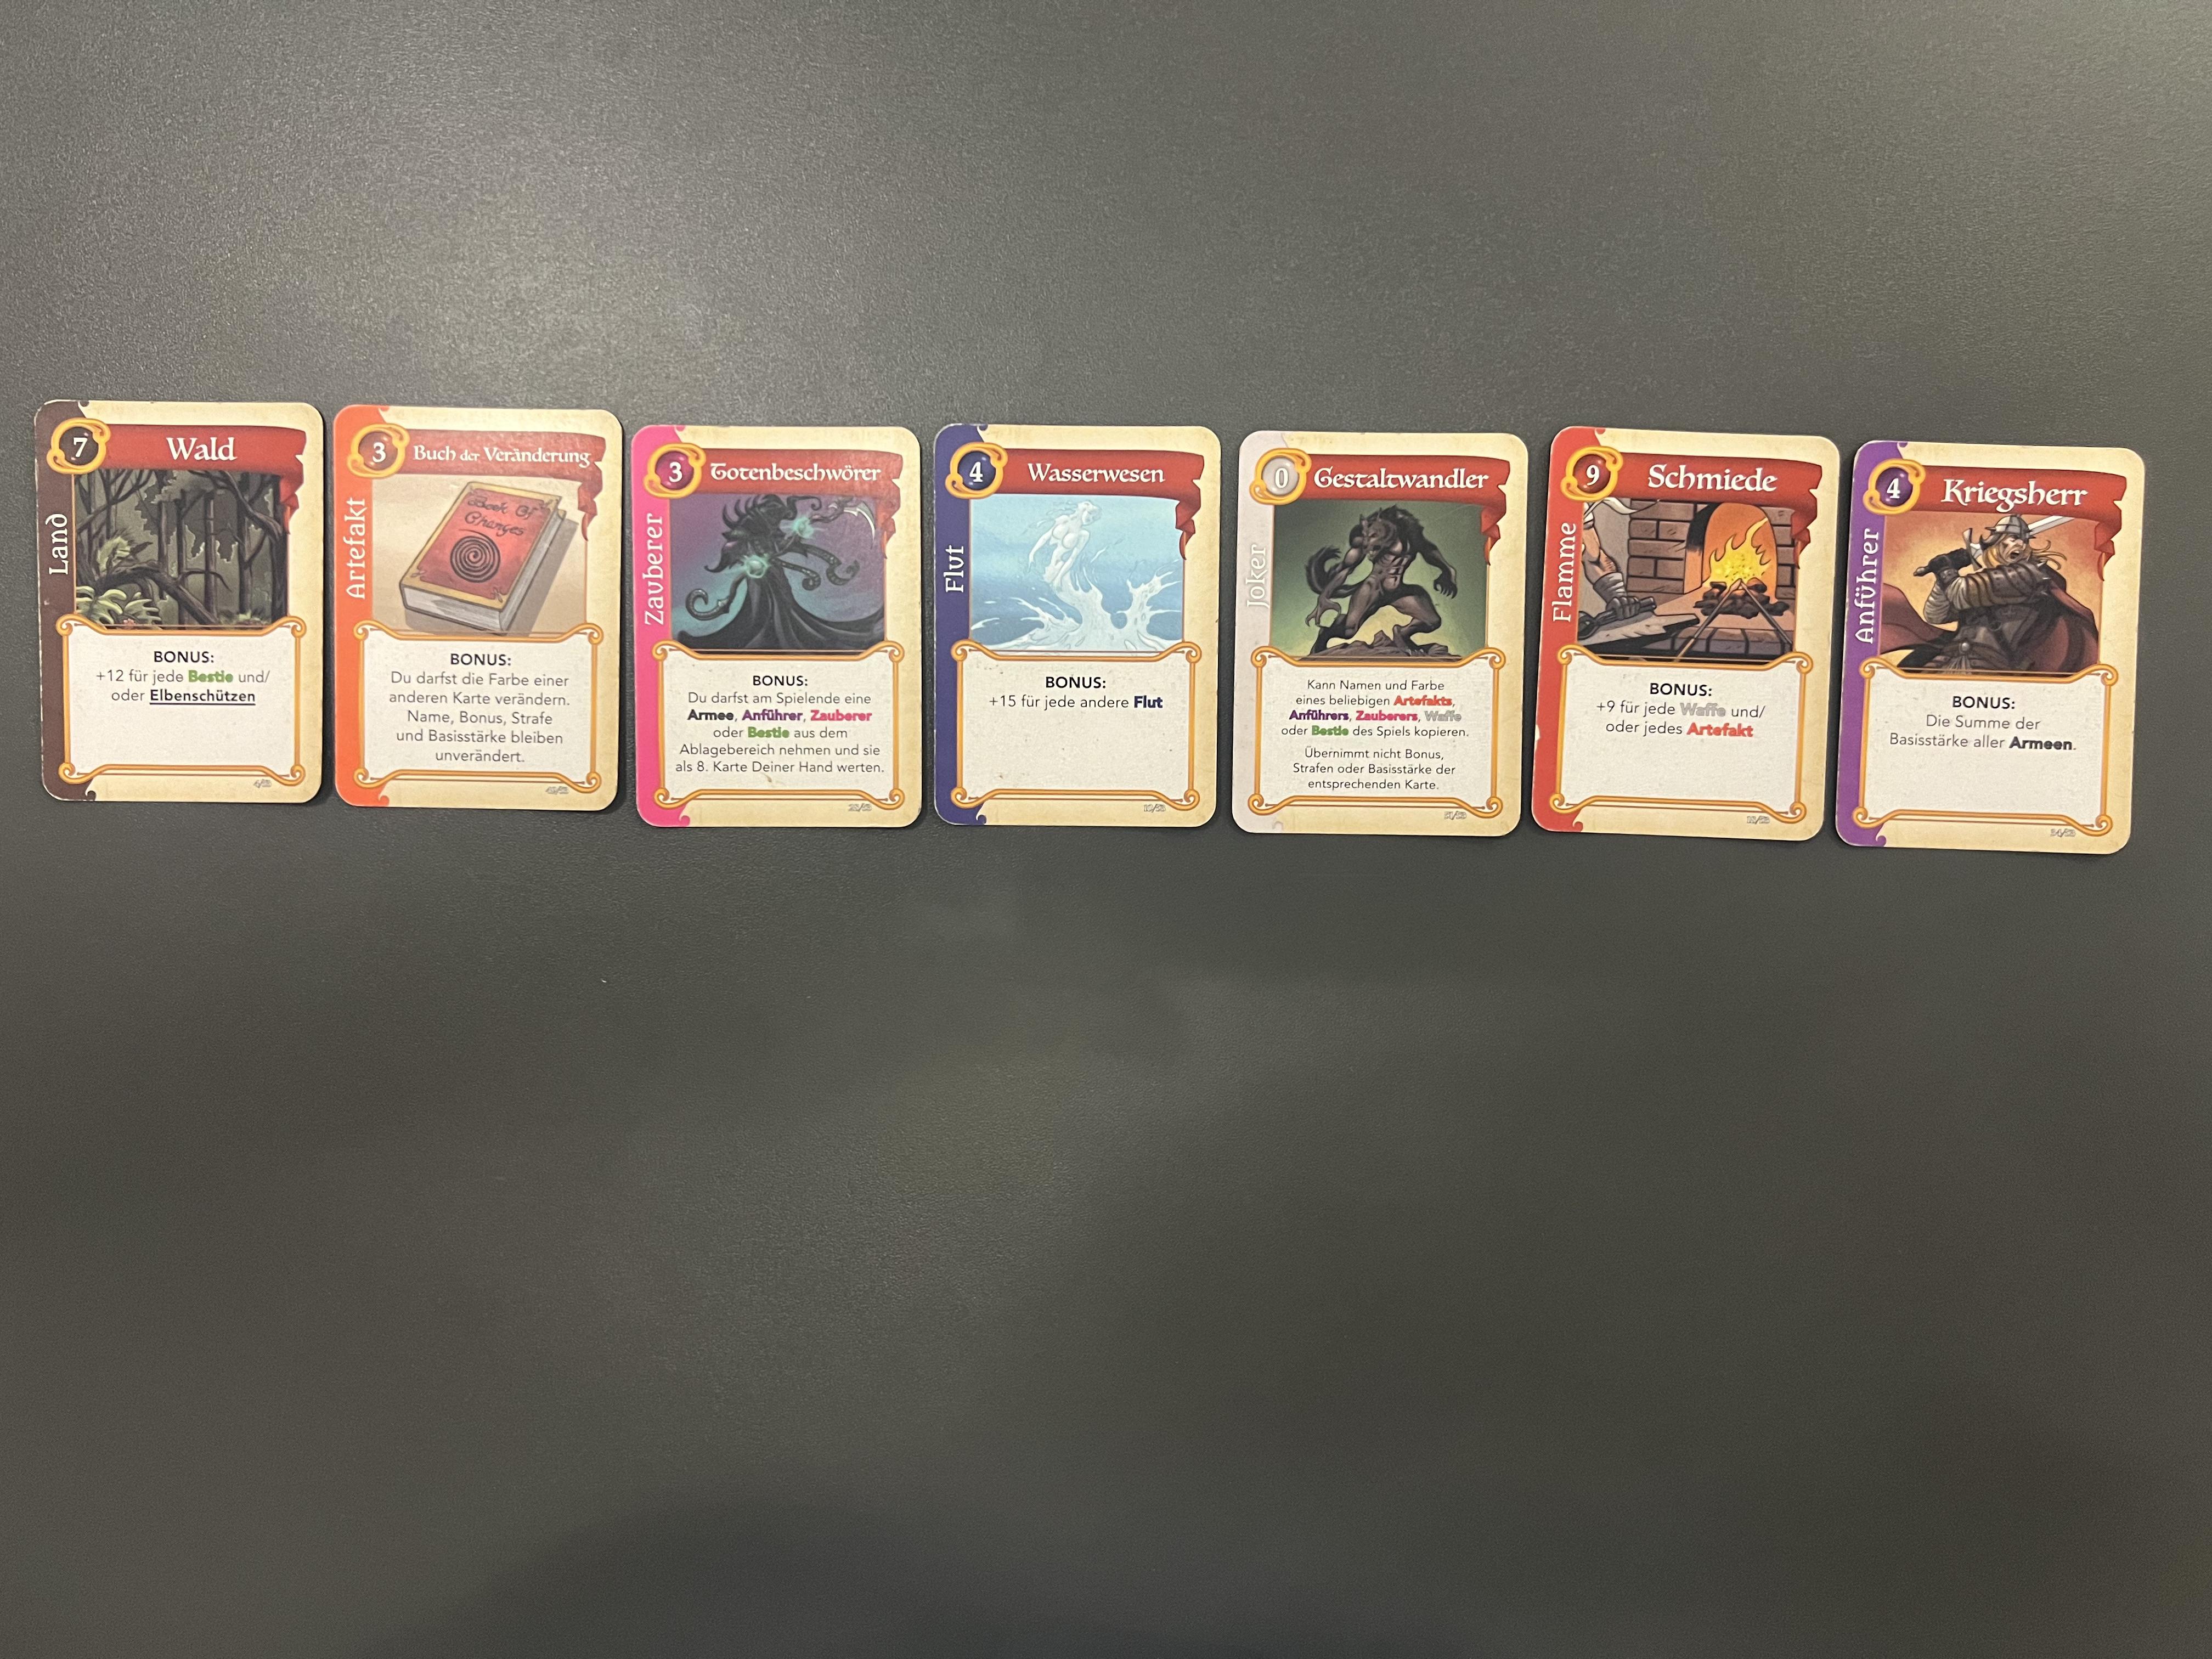 7
Wald
Land
BONUS:
+12 für jede Bestie und/
oder Elbenschützen
3
Buch der Veränderung
Artefakt
Book Of
Changes
BONUS:
Du darfst die Farbe einer
anderen Karte verändern.
Name, Bonus, Strafe
und Basisstärke bleiben
unverändert.
3
Totenbeschwörer
Zauberer
BONUS:
Du darfst am Spielende eine
Armee, Anführer, Zauberer
oder Bestie aus dem
Ablagebereich nehmen und sie
als 8. Karte Deiner Hand werten.
4
Wasserwesen
Flut
BONUS:
+15 für jede andere Flut
0
Gestaltwandler
Joker
Kann Namen und Farbe
eines beliebigen Artefakts,
Anführers, Zauberers, Waffe
oder Bestie des Spiels kopieren.
Übernimmt nicht Bonus,
Strafen oder Basisstärke der
entsprechenden Karte.
9
Schmiede
Flamme
BONUS:
+9 für jede Waffe und/
oder jedes Artefakt
4
Kriegsherr
Anführer
BONUS:
Die Summe der
Basisstärke aller Armeen.
34/53